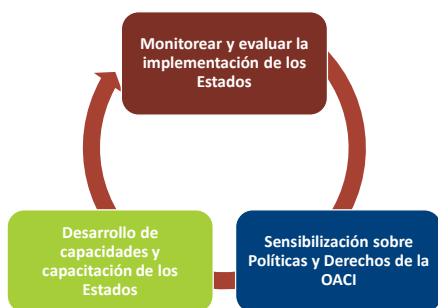 Monitorear y evaluar la
implementación de los
Estados
Desarrollo de
capacidades y
capacitación de los
Estados
Sensibilización sobre
Políticas y Derechos de la
OACI